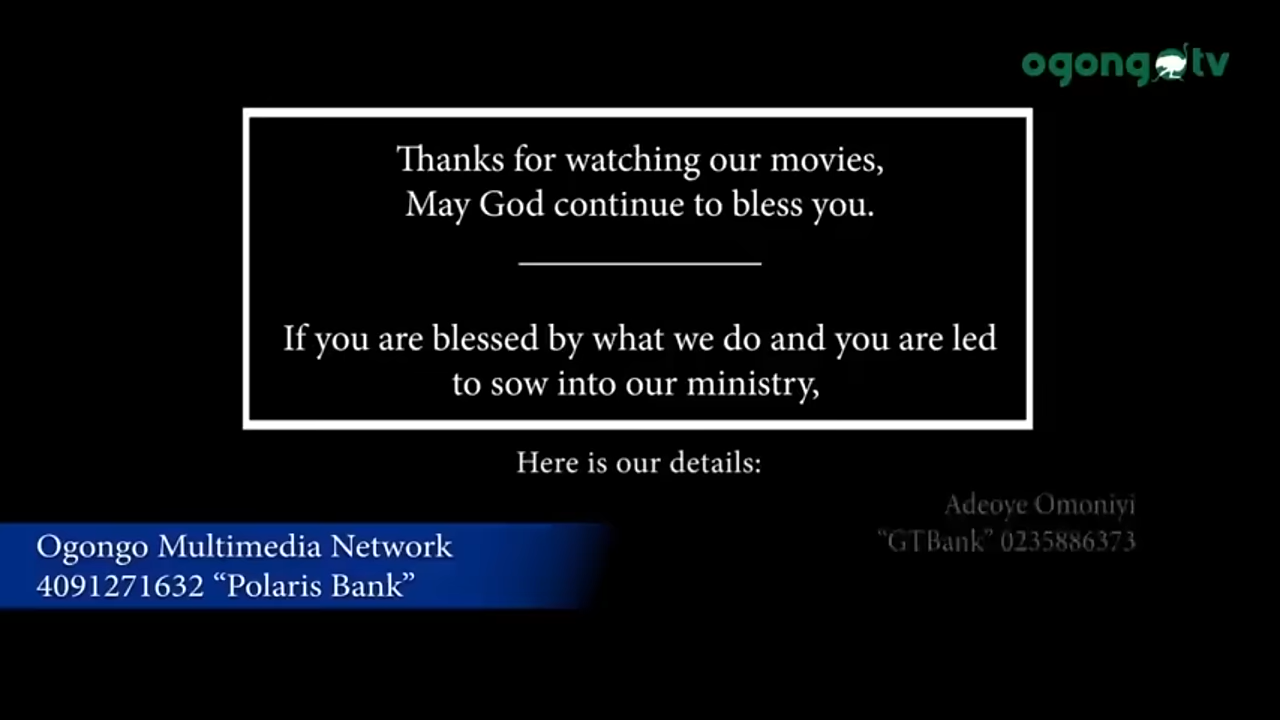 ogongo tv
Thanks for watching our movies,
May God continue to bless you.
If you are blessed by what we do and you are led
to sow into our ministry,
Here is our details:
Adeoye Omoniyi
“GTBank” 0235886373
Ogongo Multimedia Network
4091271632 “Polaris Bank”